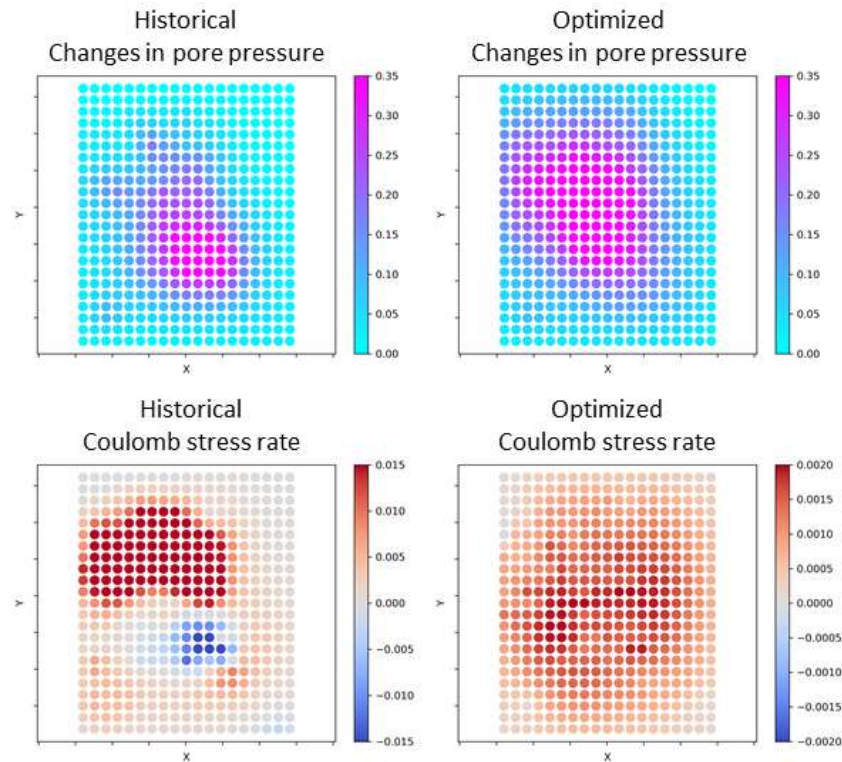 Historical
Changes in pore pressure
Optimized
Changes in pore pressure
0.35
0.30
0.25
0.20
0.15
0.10
0.05
0.00
Y
X
0.35
0.30
0.25
0.20
0.15
0.10
0.05
0.00
Y
X
Historical
Coulomb stress rate
Optimized
Coulomb stress rate
0.015
0.010
0.005
0.000
−0.005
−0.010
−0.015
Y
X
0.0020
0.0015
0.0010
0.0005
0.0000
−0.0005
−0.0010
−0.0015
−0.0020
Y
X